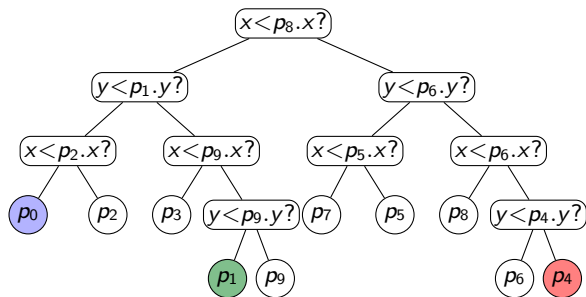 x<p₈.x?
y<p₁.y? y<p₆.y?
x<p₂.x? x<p₉.x? x<p₅.x? x<p₆.x?
p₀ p₂ p₃ y<p₉.y? p₇ p₅ p₈ y<p₄.y?
p₁ p₉ p₆ p₄